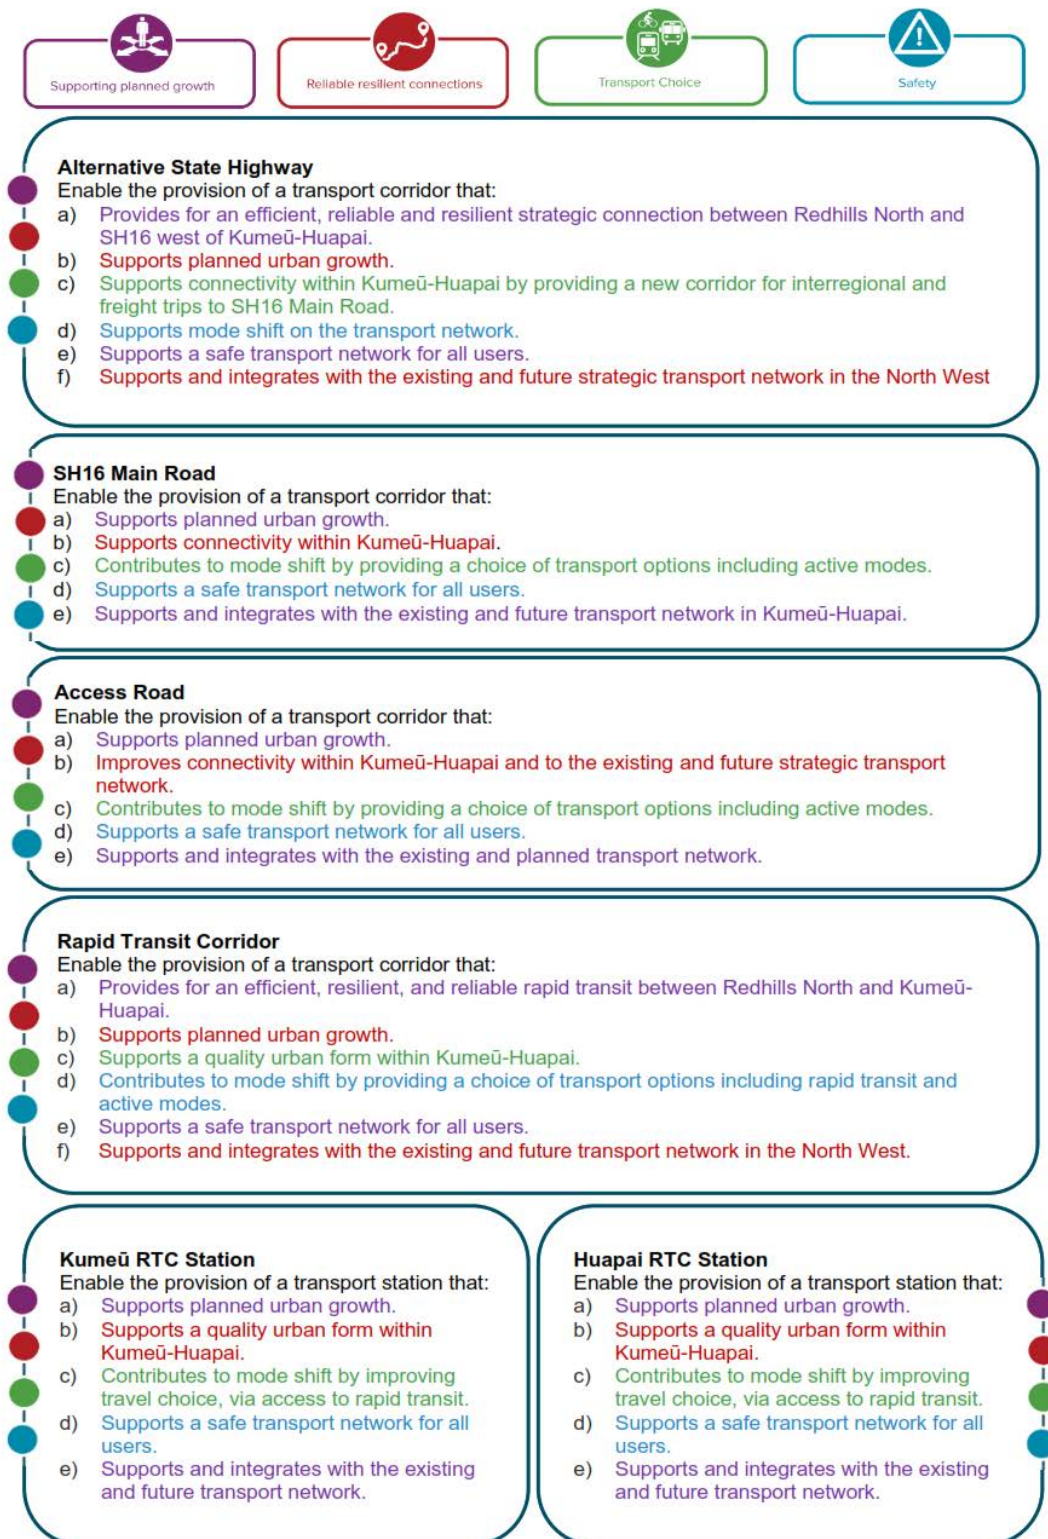 Supporting planned growth
Reliable resilient connections
Transport Choice
Safety
Alternative State Highway
Enable the provision of a transport corridor that:
a) Provides for an efficient, reliable and resilient strategic connection between Redhills North and
SH16 west of Kumeū-Huapai.
b) Supports planned urban growth.
c) Supports connectivity within Kumeū-Huapai by providing a new corridor for interregional and
freight trips to SH16 Main Road.
d) Supports mode shift on the transport network.
e) Supports a safe transport network for all users.
f) Supports and integrates with the existing and future strategic transport network in the North West
SH16 Main Road
Enable the provision of a transport corridor that:
a) Supports planned urban growth.
b) Supports connectivity within Kumeū-Huapai.
c) Contributes to mode shift by providing a choice of transport options including active modes.
d) Supports a safe transport network for all users.
e) Supports and integrates with the existing and future transport network in Kumeū-Huapai.
Access Road
Enable the provision of a transport corridor that:
a) Supports planned urban growth.
b) Improves connectivity within Kumeū-Huapai and to the existing and future strategic transport
network.
c) Contributes to mode shift by providing a choice of transport options including active modes.
d) Supports a safe transport network for all users.
e) Supports and integrates with the existing and planned transport network.
Rapid Transit Corridor
Enable the provision of a transport corridor that:
a) Provides for an efficient, resilient, and reliable rapid transit between Redhills North and Kumeū-
Huapai.
b) Supports planned urban growth.
c) Supports a quality urban form within Kumeū-Huapai.
d) Contributes to mode shift by providing a choice of transport options including rapid transit and
active modes.
e) Supports a safe transport network for all users.
f) Supports and integrates with the existing and future transport network in the North West.
Kumeū RTC Station
Enable the provision of a transport station that:
a) Supports planned urban growth.
b) Supports a quality urban form within
Kumeū-Huapai.
c) Contributes to mode shift by improving
travel choice, via access to rapid transit.
d) Supports a safe transport network for all
users.
e) Supports and integrates with the existing
and future transport network.
Huapai RTC Station
Enable the provision of a transport station that:
a) Supports planned urban growth.
b) Supports a quality urban form within
Kumeū-Huapai.
c) Contributes to mode shift by improving
travel choice, via access to rapid transit.
d) Supports a safe transport network for all
users.
e) Supports and integrates with the existing
and future transport network.